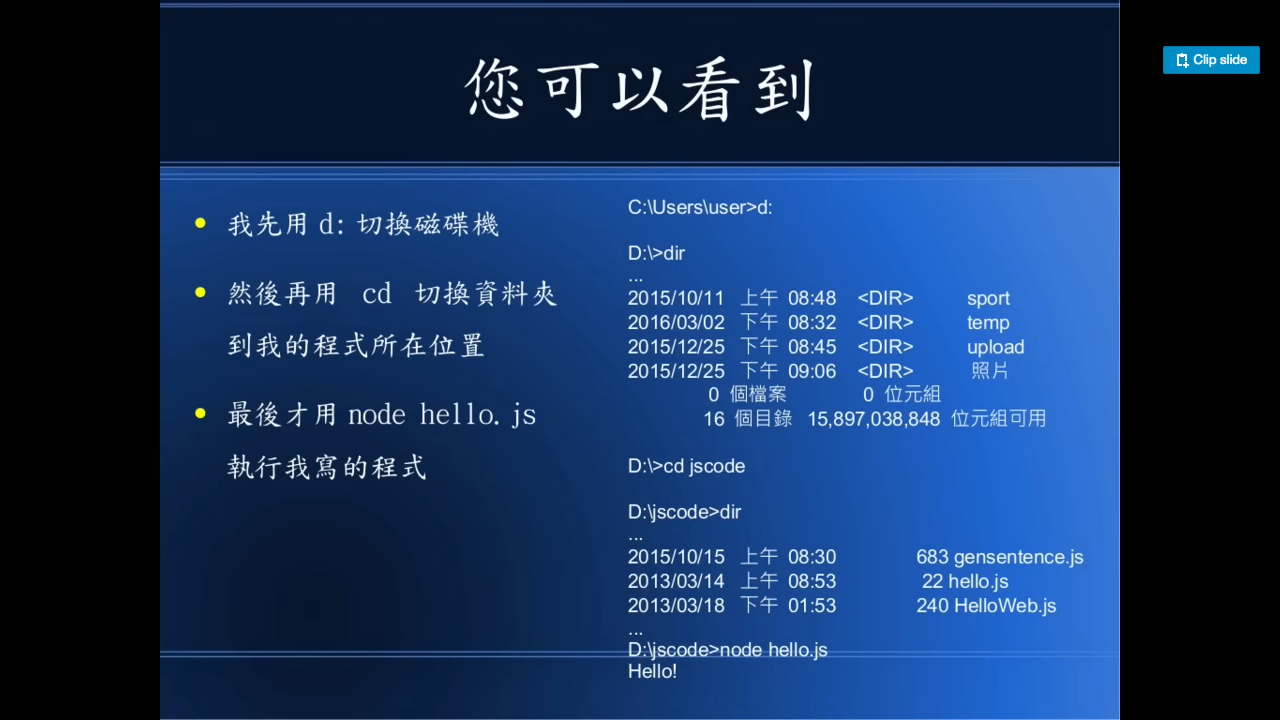 您可以看到
Clip slide
我先用 d: 切換磁碟機
然後再用 cd 切換資料夾
到我的程式所在位置
最後才用 node hello.js
執行我寫的程式
C:\Users\user>d:
D:\>dir
...
2015/10/11 上午 08:48 <DIR> sport
2016/03/02 下午 08:32 <DIR> temp
2015/12/25 下午 08:45 <DIR> upload
2015/12/25 下午 09:06 <DIR> 照片
0 個檔案 0 位元組
16 個目錄 15,897,038,848 位元組可用
D:\>cd jscode
D:\jscode>dir
...
2015/10/15 上午 08:30 683 gensentence.js
2013/03/14 上午 08:53 22 hello.js
2013/03/18 下午 01:53 240 HelloWeb.js
...
D:\jscode>node hello.js
Hello!